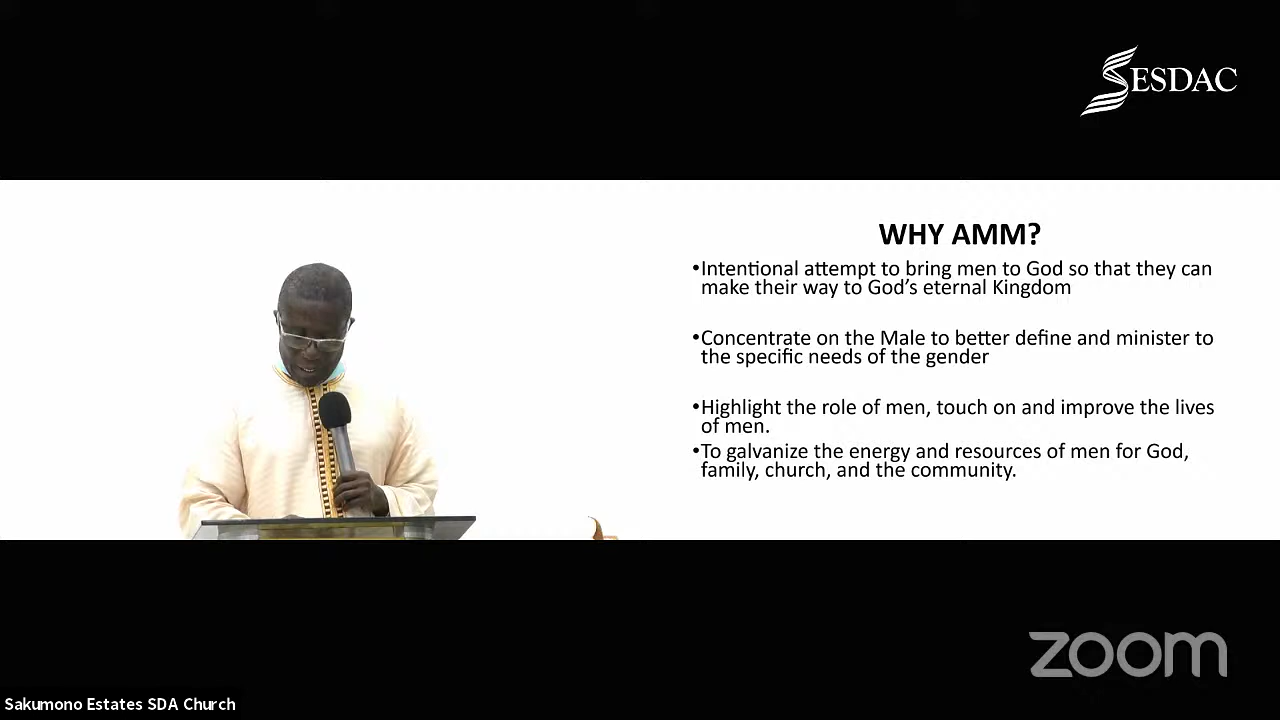 SESDAC
WHY AMM?
•Intentional attempt to bring men to God so that they can
make their way to God’s eternal Kingdom
•Concentrate on the Male to better define and minister to
the specific needs of the gender
•Highlight the role of men, touch on and improve the lives
of men.
•To galvanize the energy and resources of men for God,
family, church, and the community.
zoom
Sakumono Estates SDA Church